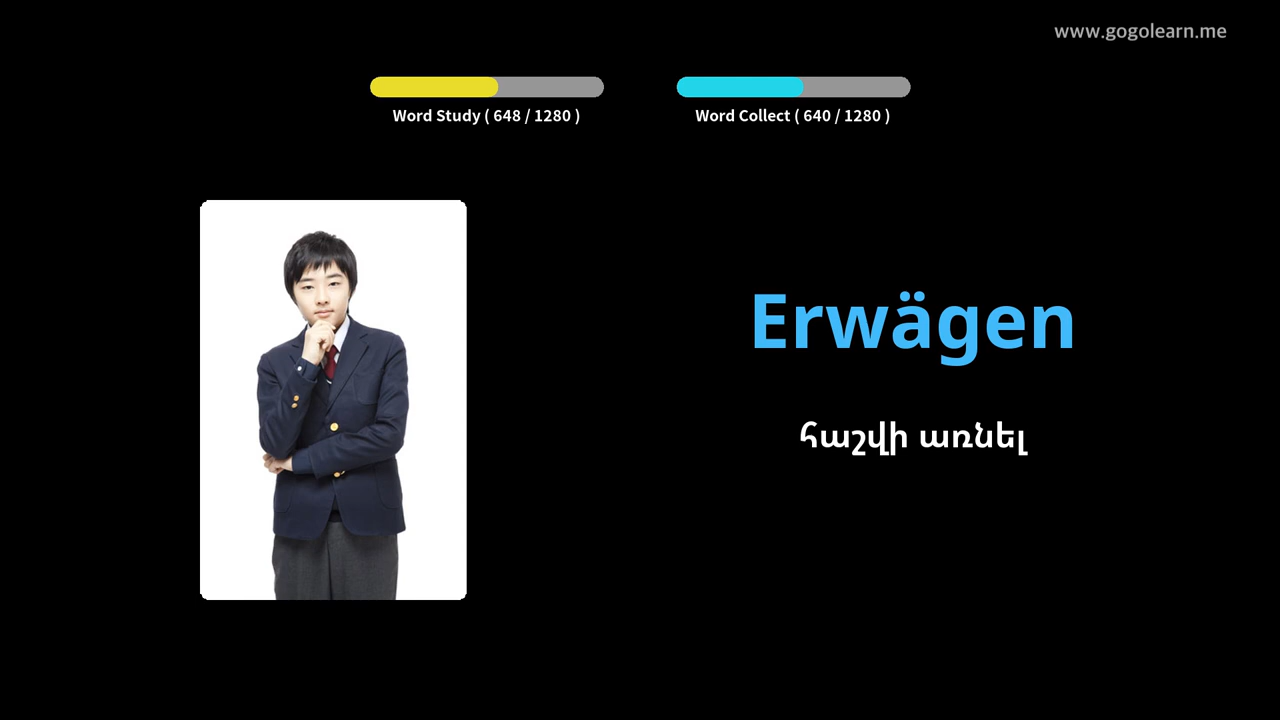 www.gogolearn.me
Word Study ( 648 / 1280 )
Word Collect ( 640 / 1280 )
Erwägen
հաշվի առնել